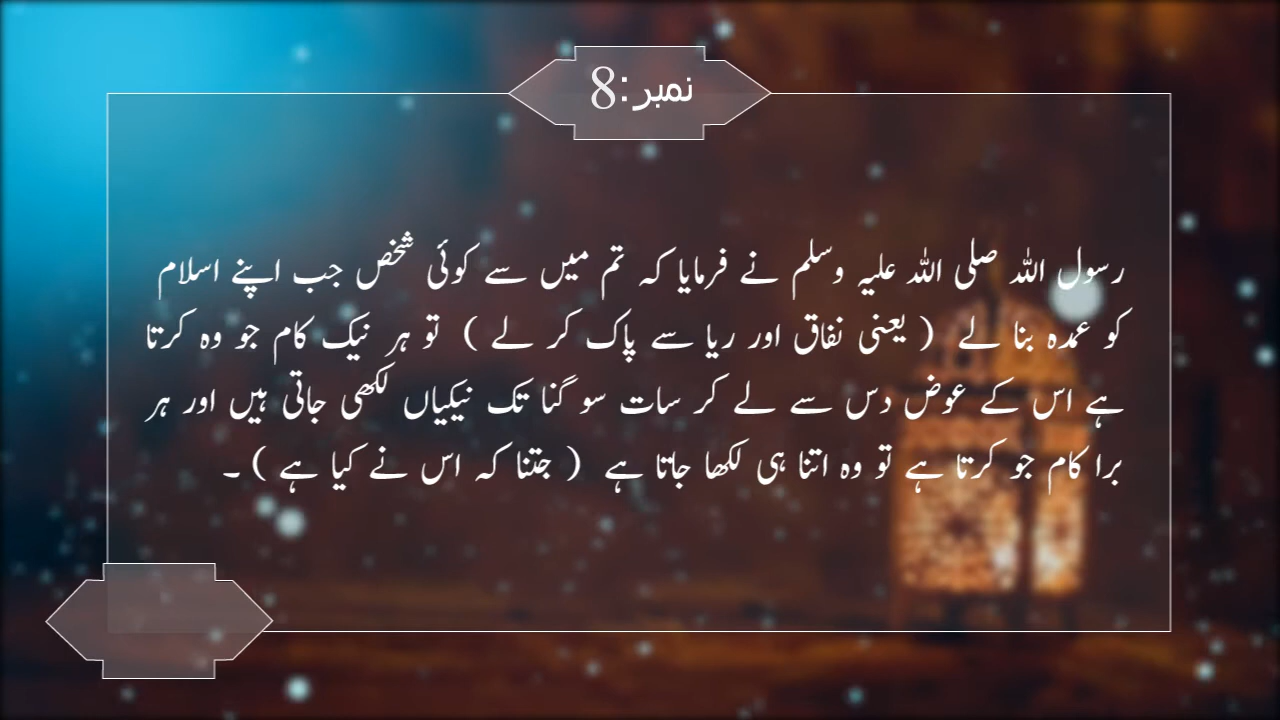 نمبر:8
رسول اللہ صلی اللہ علیہ وسلم نے فرمایا کہ تم میں سے کوئی شخص جب اپنے اسلام
کو عمدہ بنا لے ( یعنی نفاق اور ریا سے پاک کر لے ) تو ہر نیک کام جو وہ کرتا
ہے اس کے عوض دس سے لے کر سات سو گنا تک نیکیاں لکھی جاتی ہیں اور ہر
برا کام جو کرتا ہے تو وہ اتنا ہی لکھا جاتا ہے ( جتنا کہ اس نے کیا ہے ) ۔